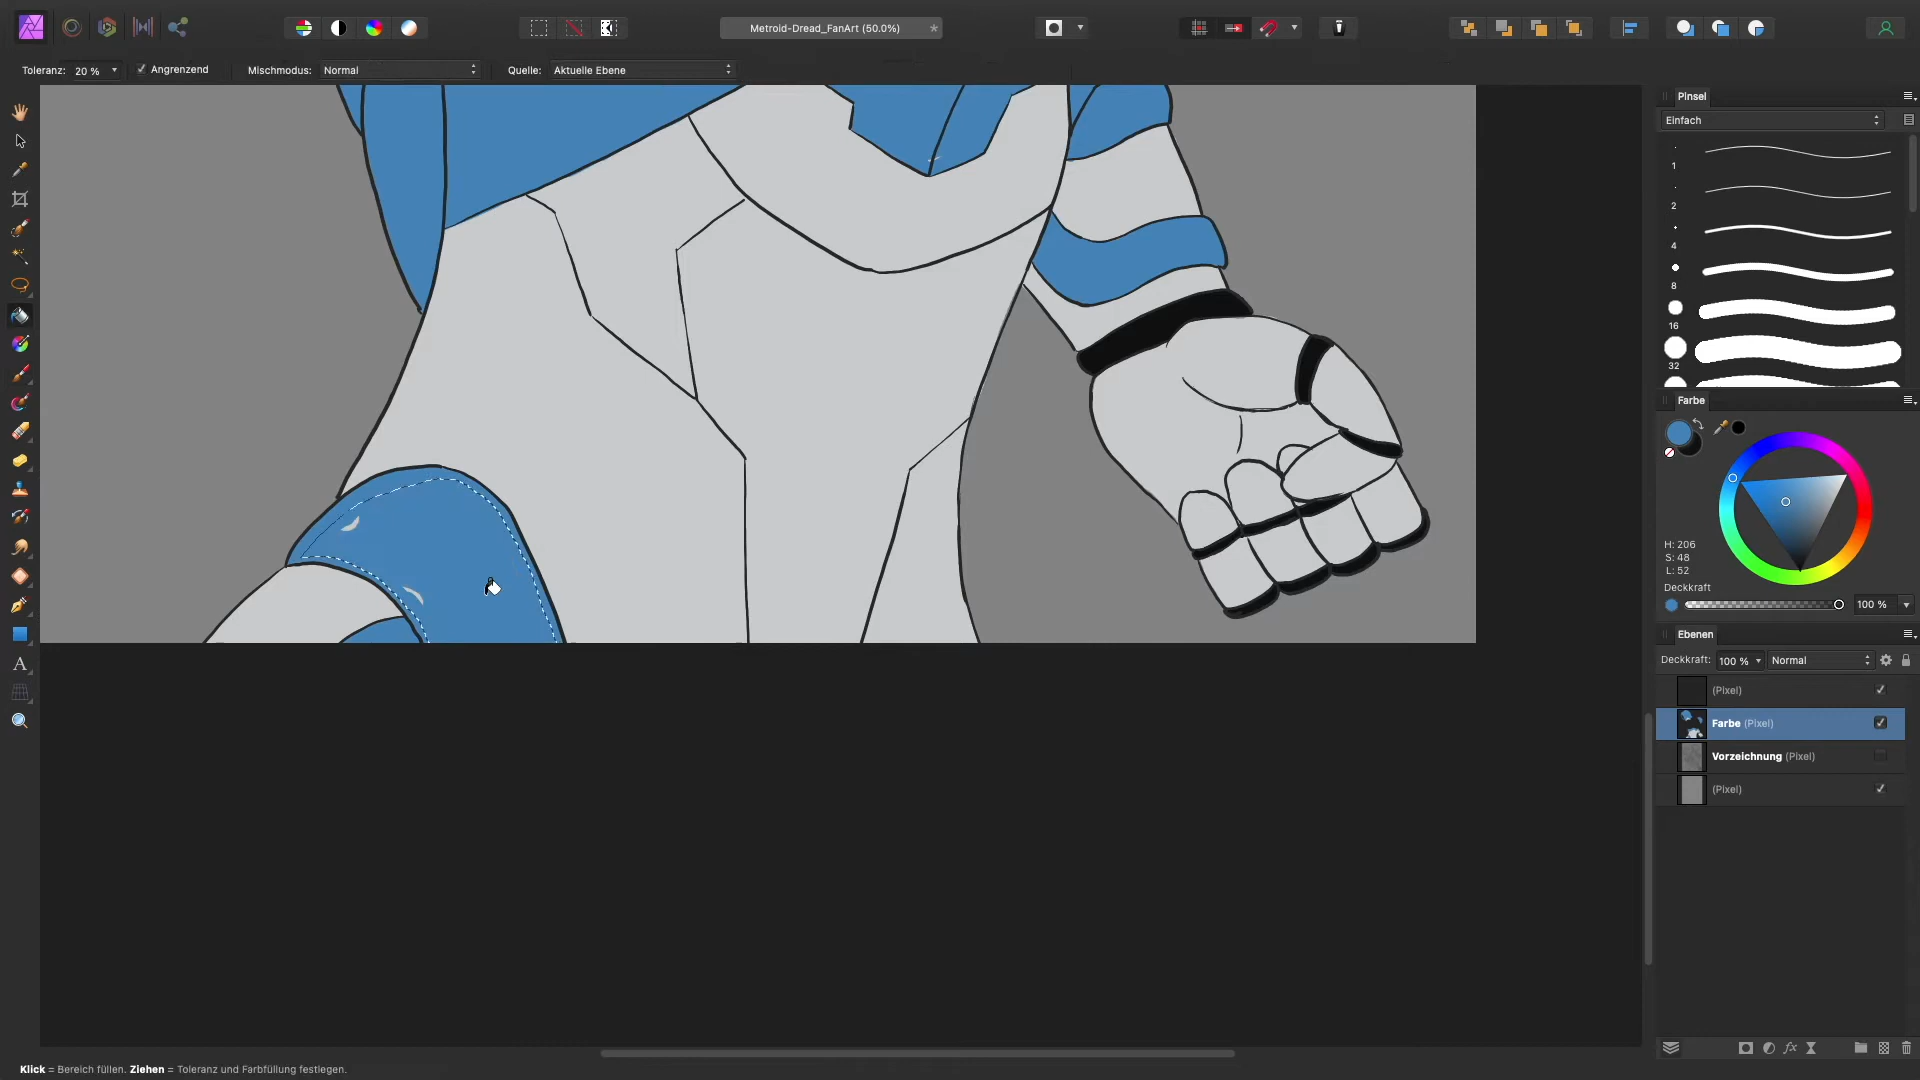 Metroid-Dread_FanArt (50.0%)
Toleranz: 20 % Angrenzend Mischmodus: Normal Quelle: Aktuelle Ebene
Pinsel
Einfach
1
2
4
8
16
32
Farbe
H: 206
S: 48
L: 52
Deckkraft
100 %
Ebenen
Deckkraft: 100 % Normal
(Pixel)
Farbe (Pixel)
Vorzeichnung (Pixel)
(Pixel)
Klick = Bereich füllen. Ziehen = Toleranz und Farbfüllung festlegen.